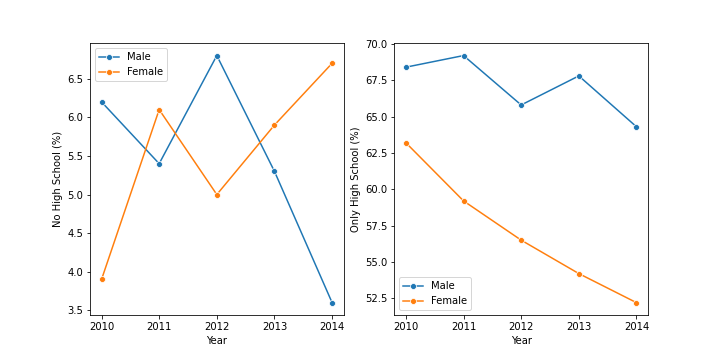 No High School (%)
6.5
6.0
5.5
5.0
4.5
4.0
3.5
Male
Female
2010 2011 2012 2013 2014
Year
Only High School (%)
70.0
67.5
65.0
62.5
60.0
57.5
55.0
52.5
Male
Female
2010 2011 2012 2013 2014
Year